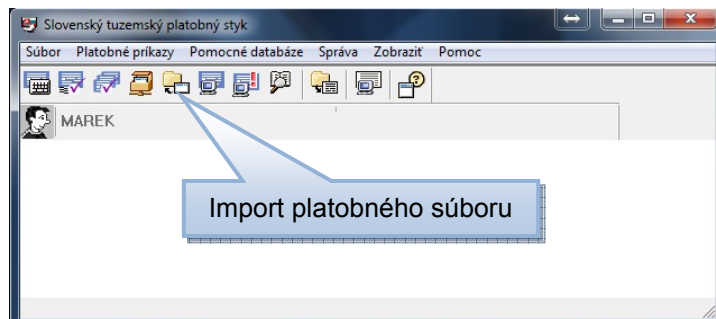 Slovenský tuzemský platobný styk
Súbor Platobné príkazy Pomocné databáze Správa Zobraziť Pomoc
MAREK
Import platobného súboru